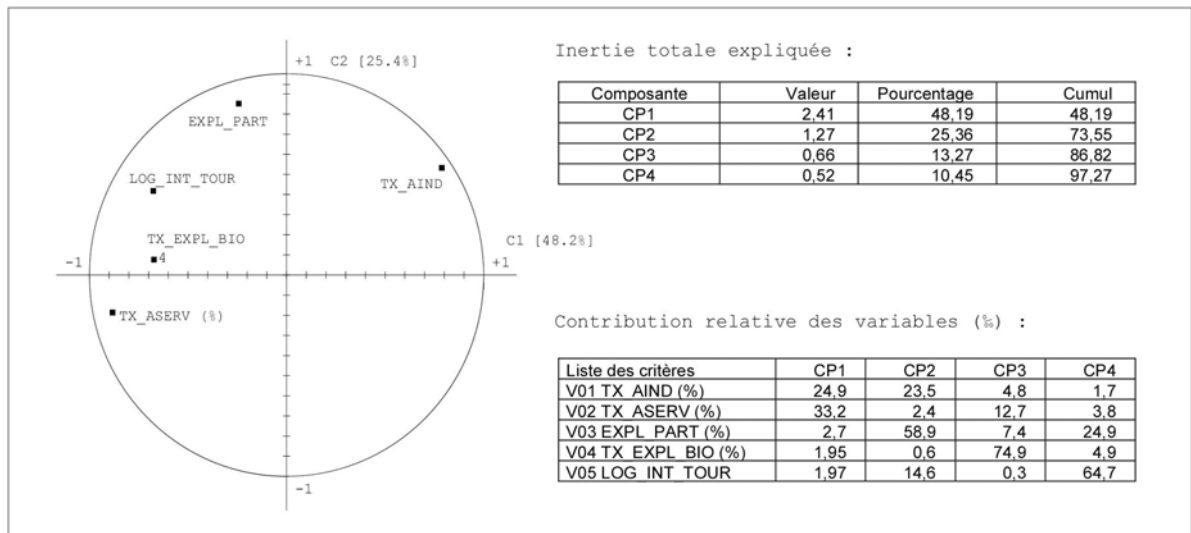 +1 C2 [25.4%]
EXPL_PART
LOG_INT_TOUR
TX_AIND
TX_EXPL_BIO
4
C1 [48.2%]
-1
+1
TX_ASERV (%)
-1
Inertie totale expliquée :
Composante Valeur Pourcentage Cumul
CP1 2,41 48,19 48,19
CP2 1,27 25,36 73,55
CP3 0,66 13,27 86,82
CP4 0,52 10,45 97,27
Contribution relative des variables (‰) :
Liste des critères CP1 CP2 CP3 CP4
V01 TX_AIND (%) 24,9 23,5 4,8 1,7
V02 TX_ASERV (%) 33,2 2,4 12,7 3,8
V03 EXPL_PART (%) 2,7 58,9 7,4 24,9
V04 TX_EXPL_BIO (%) 1,95 0,6 74,9 4,9
V05 LOG_INT_TOUR 1,97 14,6 0,3 64,7